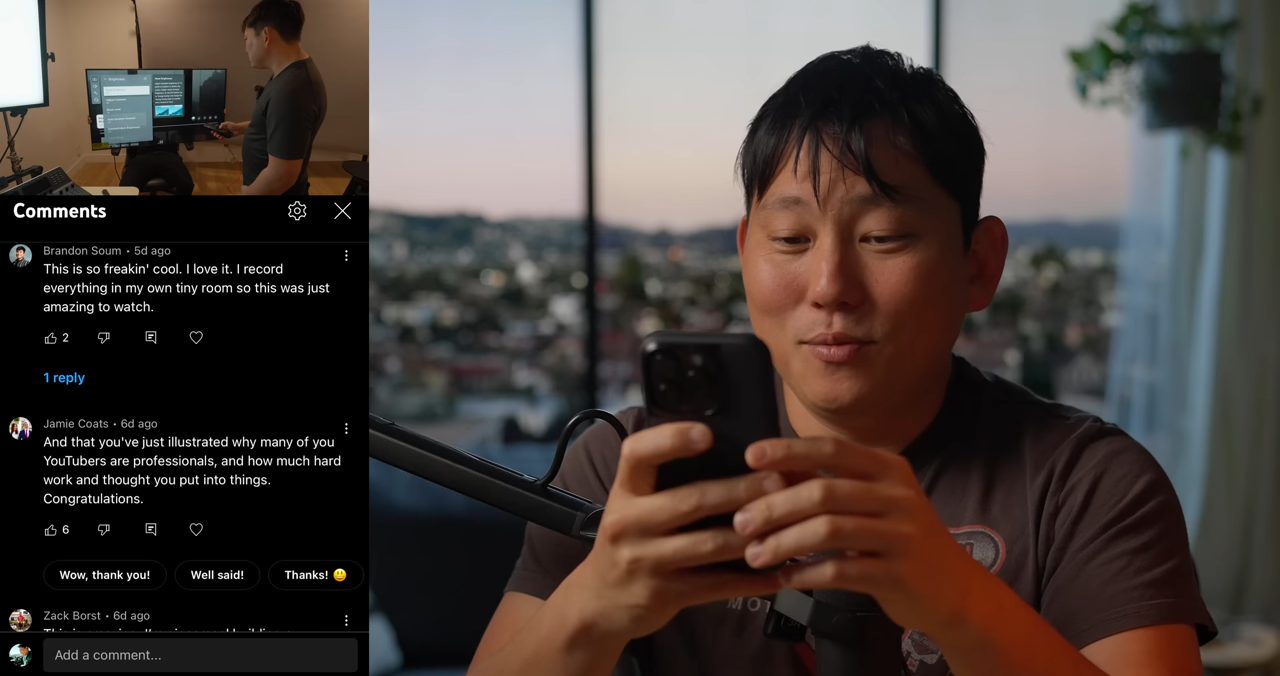 Comments
Brandon Soum • 5d ago
This is so freakin' cool. I love it. I record
everything in my own tiny room so this was just
amazing to watch.
2
1 reply
Jamie Coats • 6d ago
And that you've just illustrated why many of you
YouTubers are professionals, and how much hard
work and thought you put into things.
Congratulations.
6
Wow, thank you!
Well said!
Thanks! 😃
Zack Borst • 6d ago
Add a comment...
MO